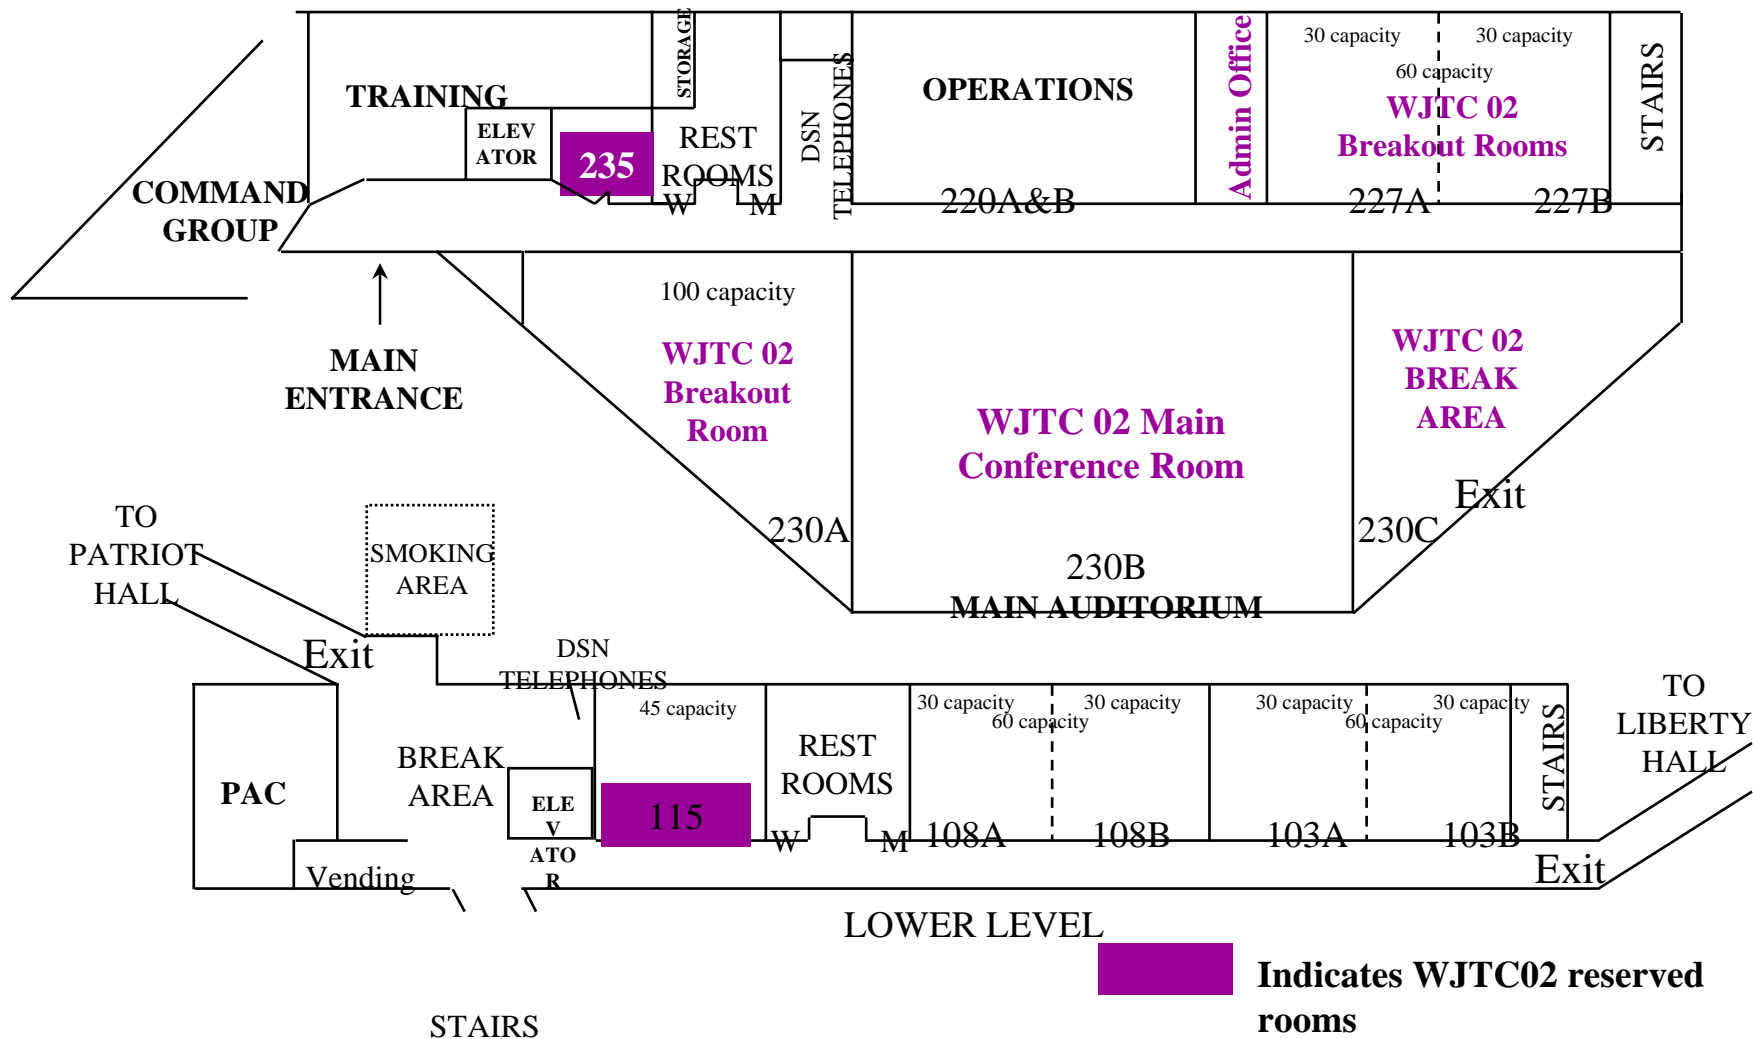 STORAGE
30 capacity
30 capacity
60 capacity
TRAINING
ELEV
ATOR
235
REST
ROOMS
W
M
DSN
TELEPHONES
OPERATIONS
220A&B
Admin Office
WJTC 02
Breakout Rooms
227A
227B
STAIRS
COMMAND
GROUP
MAIN
ENTRANCE
100 capacity
WJTC 02
Breakout
Room
230A
WJTC 02 Main
Conference Room
230B
MAIN AUDITORIUM
WJTC 02
BREAK
AREA
Exit
230C
TO
PATRIOT
HALL
SMOKING
AREA
Exit
DSN
TELEPHONES
45 capacity
30 capacity
30 capacity
60 capacity
30 capacity
30 capacity
60 capacity
TO
LIBERTY
HALL
PAC
BREAK
AREA
ELE
V
ATO
R
115
REST
ROOMS
W
M
108A
108B
103A
103B
STAIRS
Vending
Exit
LOWER LEVEL
Indicates WJTC02 reserved
rooms
STAIRS